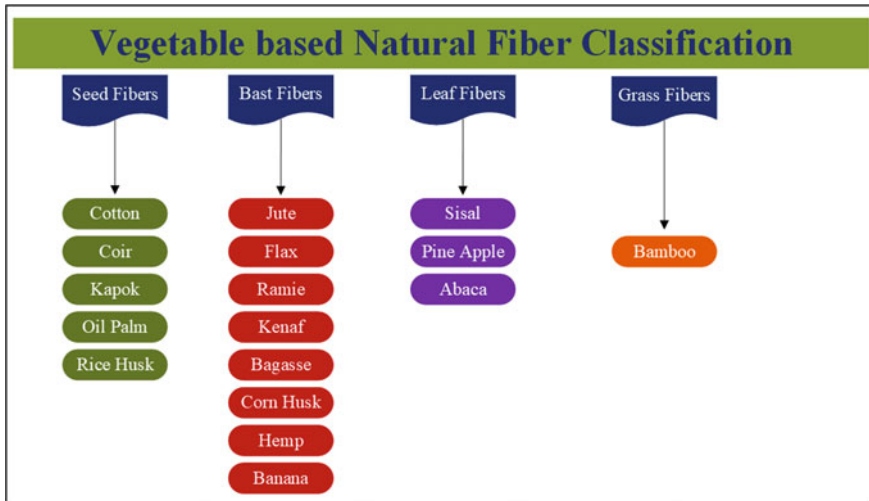 Vegetable based Natural Fiber Classification
Seed Fibers
Cotton
Coir
Kapok
Oil Palm
Rice Husk
Bast Fibers
Jute
Flax
Ramie
Kenaf
Bagasse
Corn Husk
Hemp
Banana
Leaf Fibers
Sisal
Pine Apple
Abaca
Grass Fibers
Bamboo